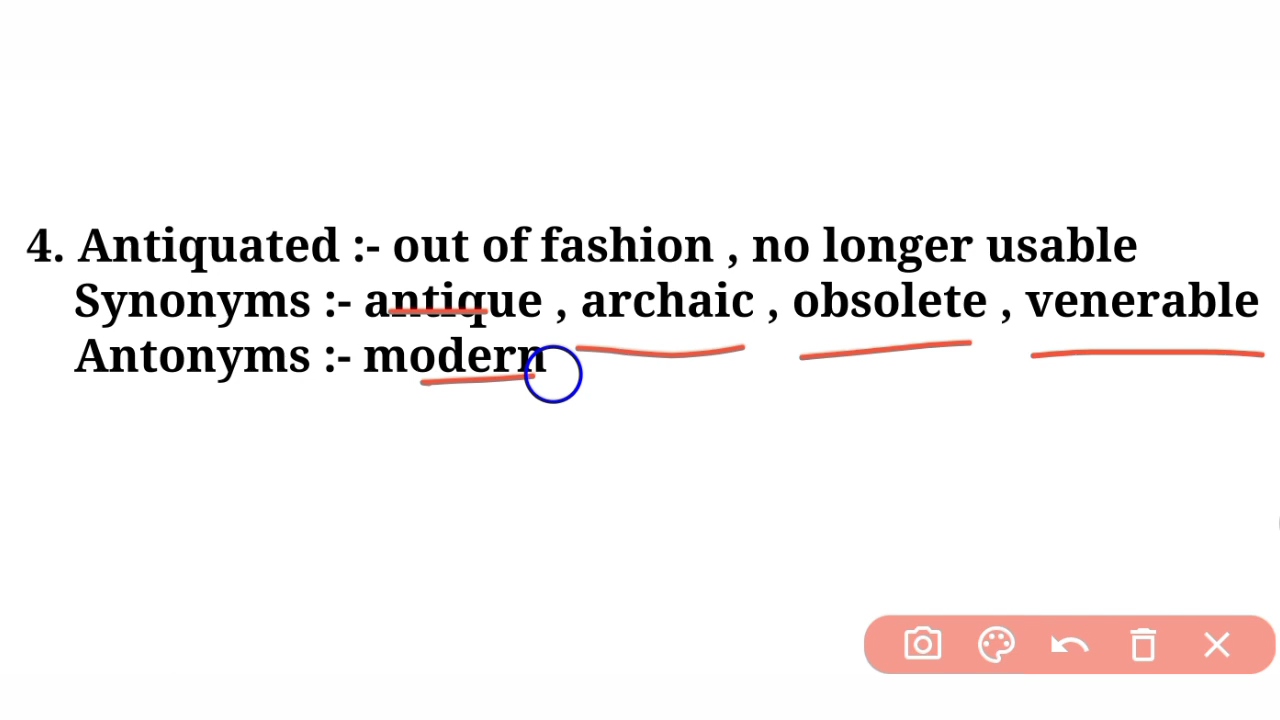 4. Antiquated :- out of fashion , no longer usable
Synonyms :- antique , archaic , obsolete , venerable
Antonyms :- modern